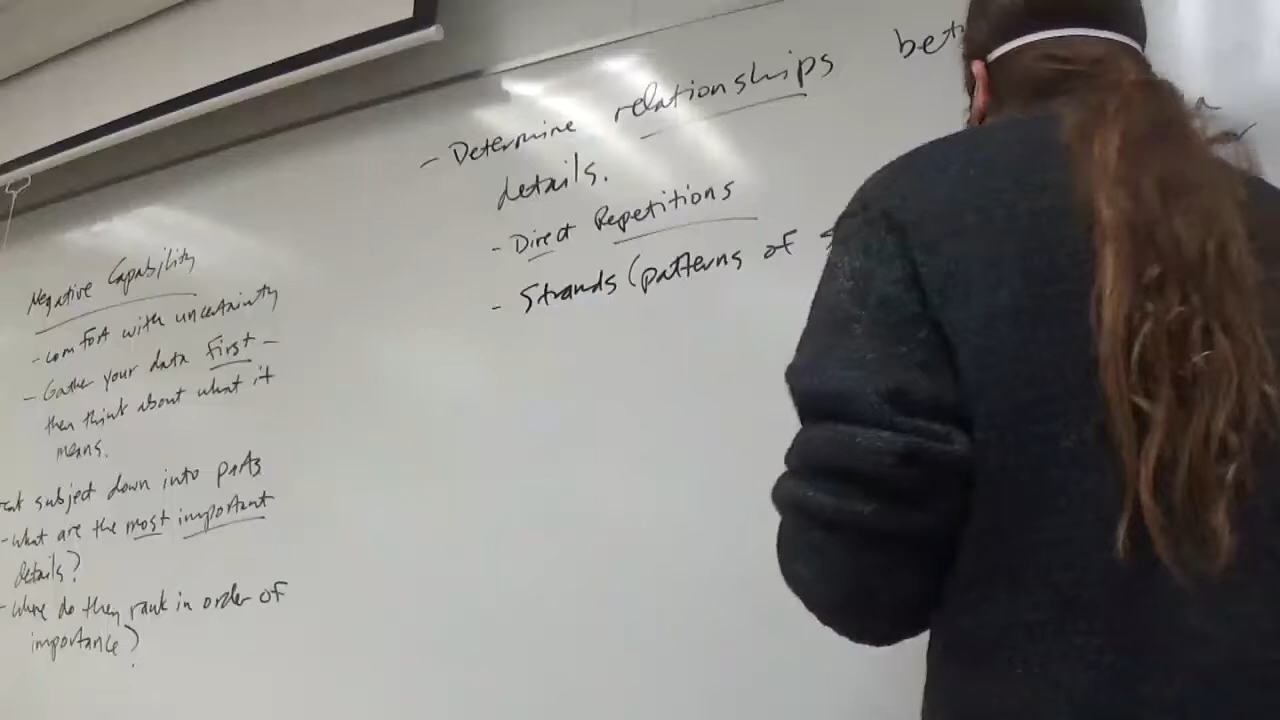 Negative Capability
- comfort with uncertainty
- Gather your data first -
then think about what it
means.
subject down into parts
- What are the most important
details?
- Where do they rank in order of
importance?
- Determine relationships bet
details.
- Direct Repetitions
- Strands (patterns of